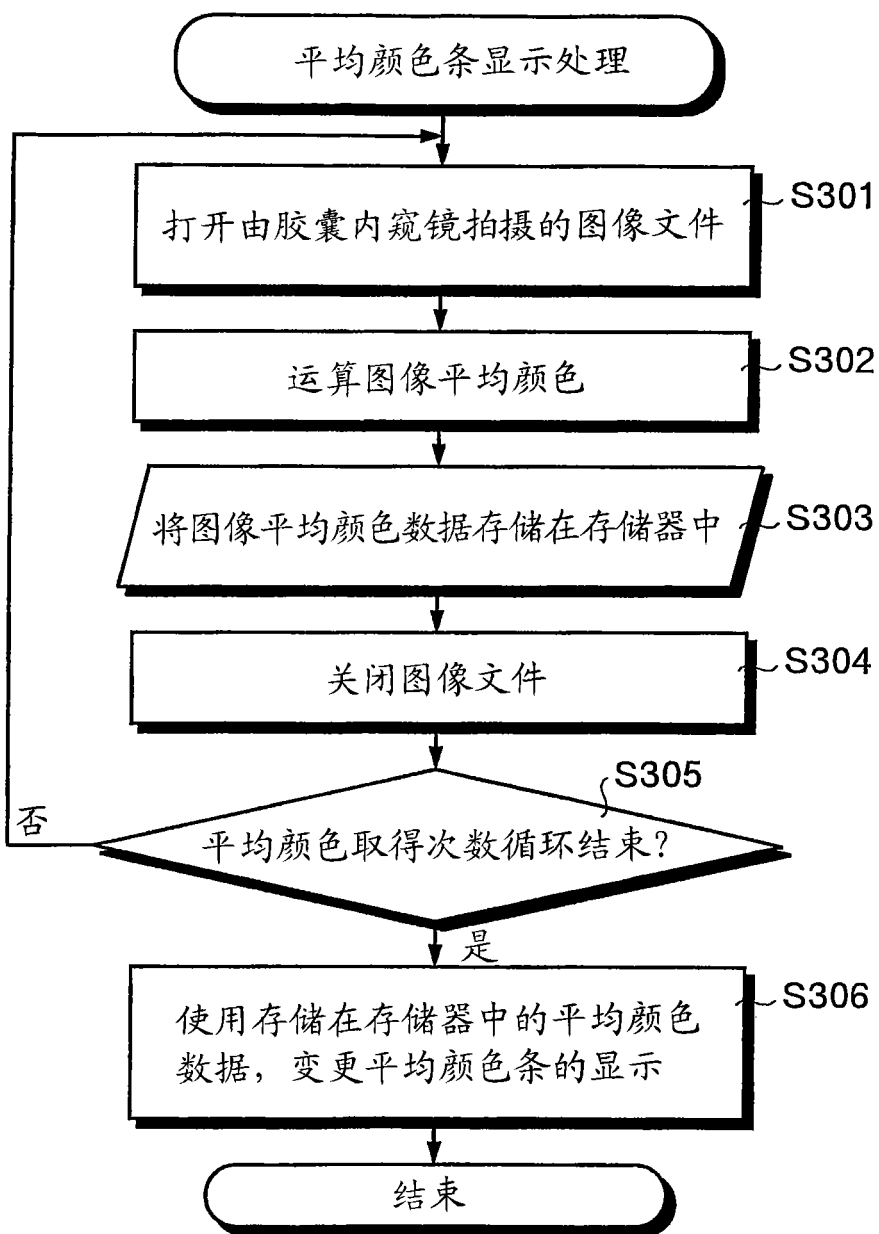 平均颜色条显示处理
打开由胶囊内窥镜拍摄的图像文件
S301
运算图像平均颜色
S302
将图像平均颜色数据存储在存储器中
S303
关闭图像文件
S304
S305
否
平均颜色取得次数循环结束？
是
使用存储在存储器中的平均颜色
数据，变更平均颜色条的显示
S306
结束